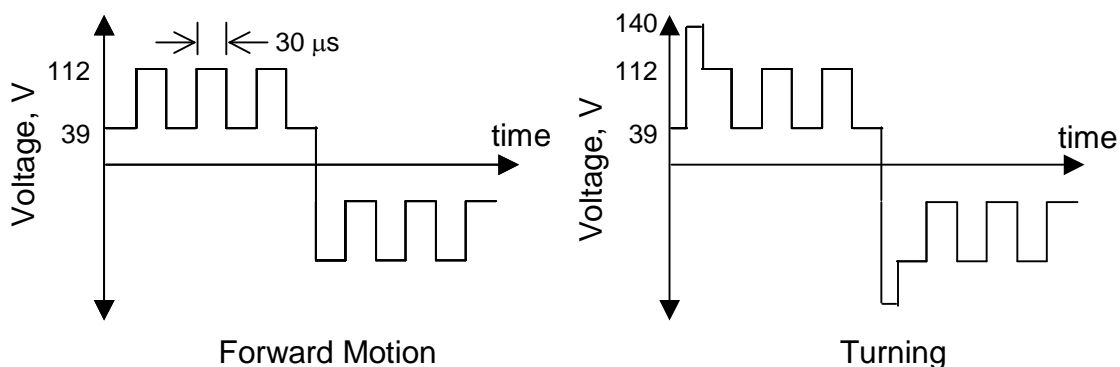 Voltage, V
112
39
30 μs
time
Forward Motion
Voltage, V
140
112
39
time
Turning